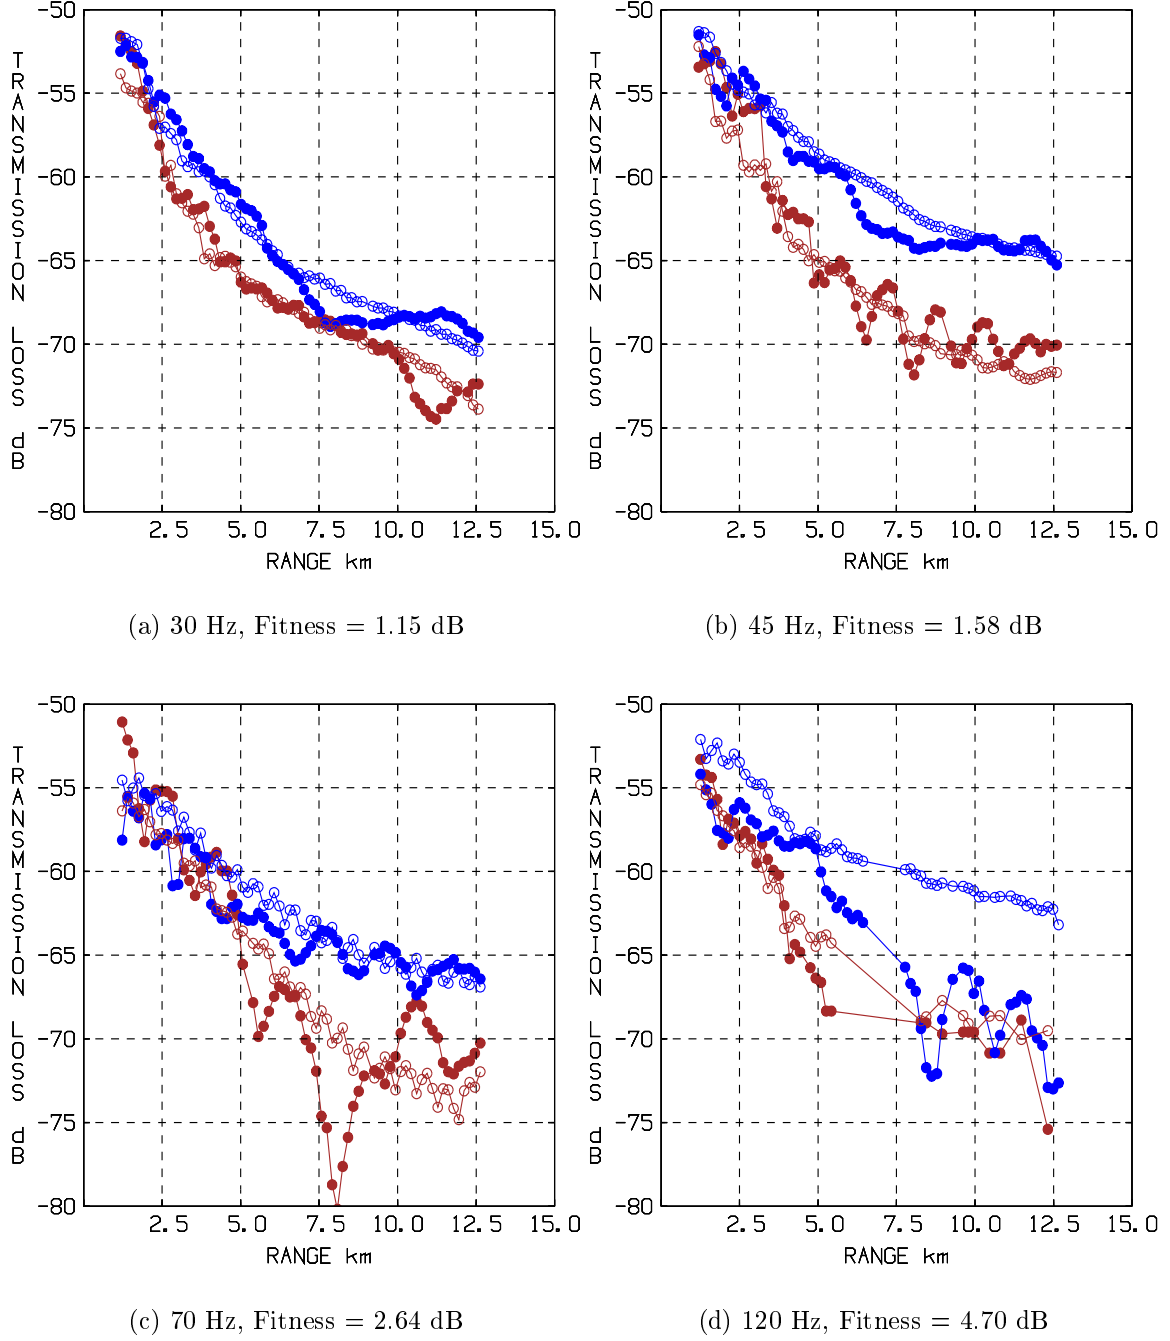 -50
-55
-60
-65
-70
-75
-80
TRANSMISSION LOSS dB
2.5 5.0 7.5 10.0 12.5 15.0
RANGE km
(a) 30 Hz, Fitness = 1.15 dB
-50
-55
-60
-65
-70
-75
-80
TRANSMISSION LOSS dB
2.5 5.0 7.5 10.0 12.5 15.0
RANGE km
(b) 45 Hz, Fitness = 1.58 dB
-50
-55
-60
-65
-70
-75
-80
TRANSMISSION LOSS dB
2.5 5.0 7.5 10.0 12.5 15.0
RANGE km
(c) 70 Hz, Fitness = 2.64 dB
-50
-55
-60
-65
-70
-75
-80
TRANSMISSION LOSS dB
2.5 5.0 7.5 10.0 12.5 15.0
RANGE km
(d) 120 Hz, Fitness = 4.70 dB